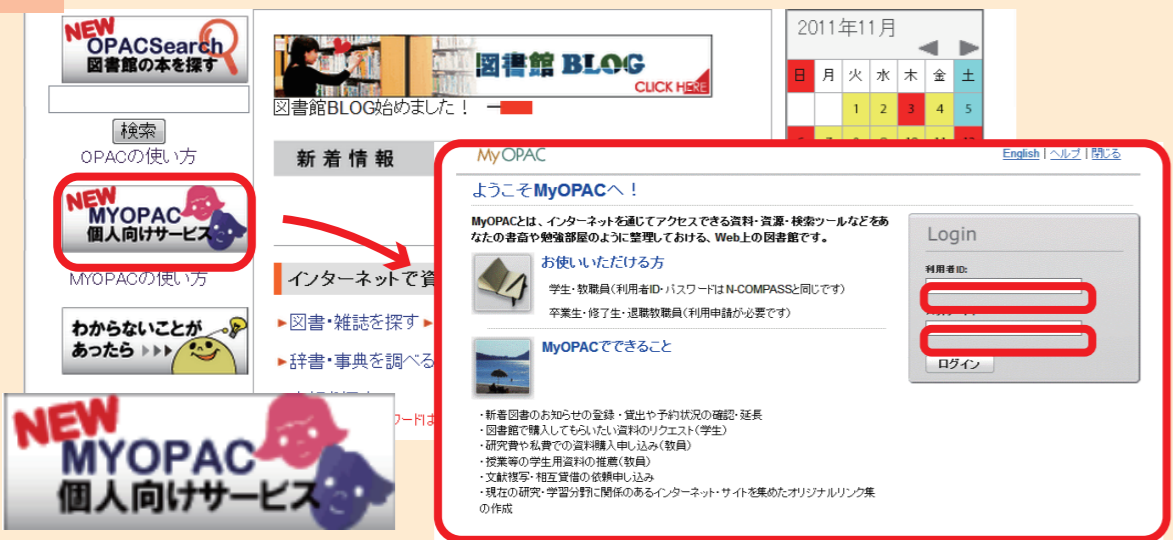 NEW
OPACSearch
図書館の本を探す
検索
OPACの使い方
NEW
MYOPAC
個人向けサービス
MYOPACの使い方
わからないことが
あったら
図書館 BLOG
CLICK HERE
図書館BLOG始めました!
新着情報
インターネットで資
図書・雑誌を探す
辞書・事典を調べる
2011年11月
日 月 火 水 木 金 土
1 2 3 4 5
MyOPAC
English | ヘルプ | 閉じる
ようこそMyOPACへ!
MyOPACとは、インターネットを通じてアクセスできる資料・資源・検索ツールなどをあ
なたの書斎や勉強部屋のように整理しておける、Web上の図書館です。
お使いいただける方
学生・教職員(利用者ID・パスワードはN-COMPASSと同じです)
卒業生・修了生・退職教職員(利用申請が必要です)
MyOPACでできること
・新着図書のお知らせの登録・貸出や予約状況の確認・延長
・図書館で購入してもらいたい資料のリクエスト(学生)
・研究費や私費での資料購入申し込み(教員)
・授業等の学生用資料の推薦(教員)
・文献複写・相互貸借の依頼申し込み
・現在の研究・学習分野に関係のあるインターネット・サイトを集めたオリジナルリンク集
の作成
Login
利用者ID:
ログイン
NEW
MYOPAC
個人向けサービス